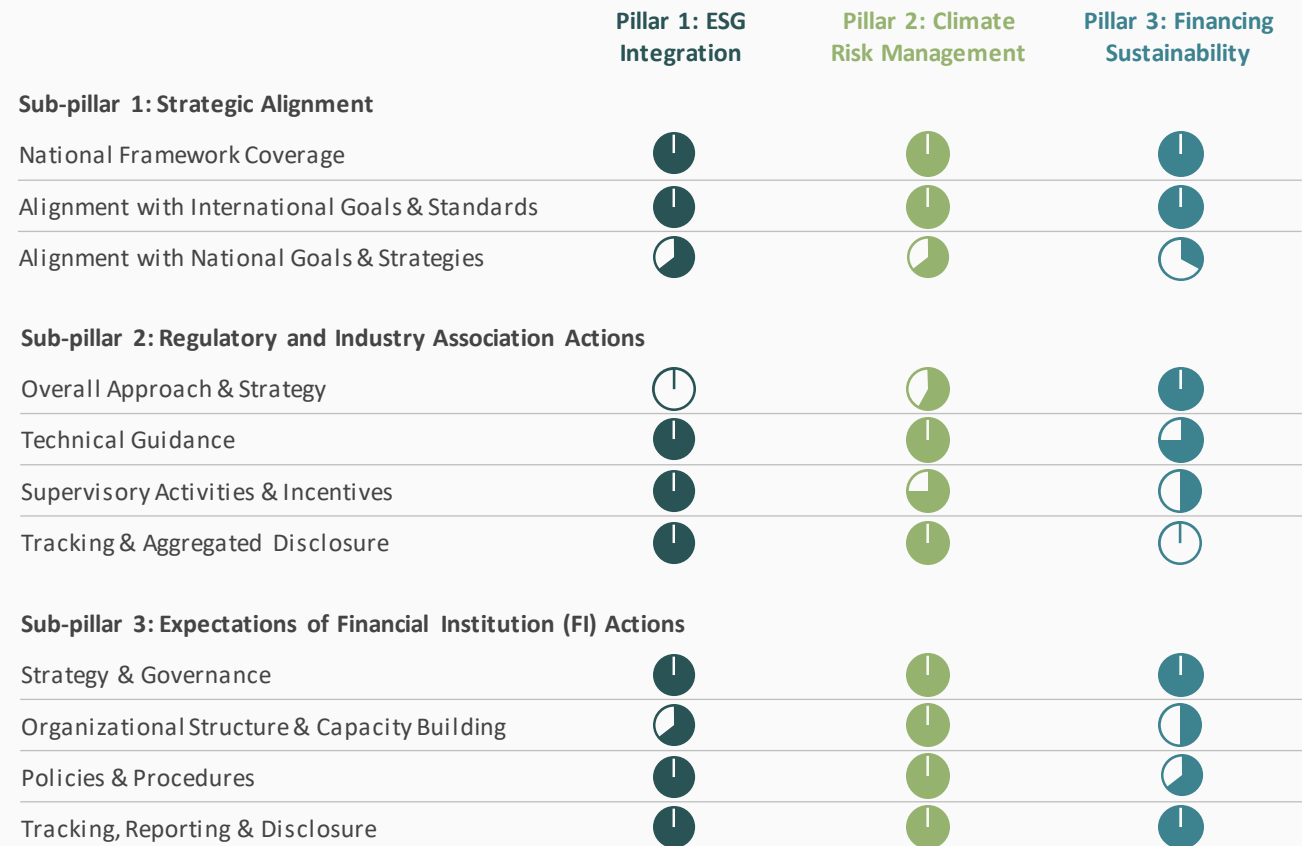 Pillar 1: ESG
Integration
Pillar 2: Climate
Risk Management
Pillar 3: Financing
Sustainability
Sub-pillar 1: Strategic Alignment
National Framework Coverage
Alignment with International Goals & Standards
Alignment with National Goals & Strategies
Sub-pillar 2: Regulatory and Industry Association Actions
Overall Approach & Strategy
Technical Guidance
Supervisory Activities & Incentives
Tracking & Aggregated Disclosure
Sub-pillar 3: Expectations of Financial Institution (FI) Actions
Strategy & Governance
Organizational Structure & Capacity Building
Policies & Procedures
Tracking, Reporting & Disclosure